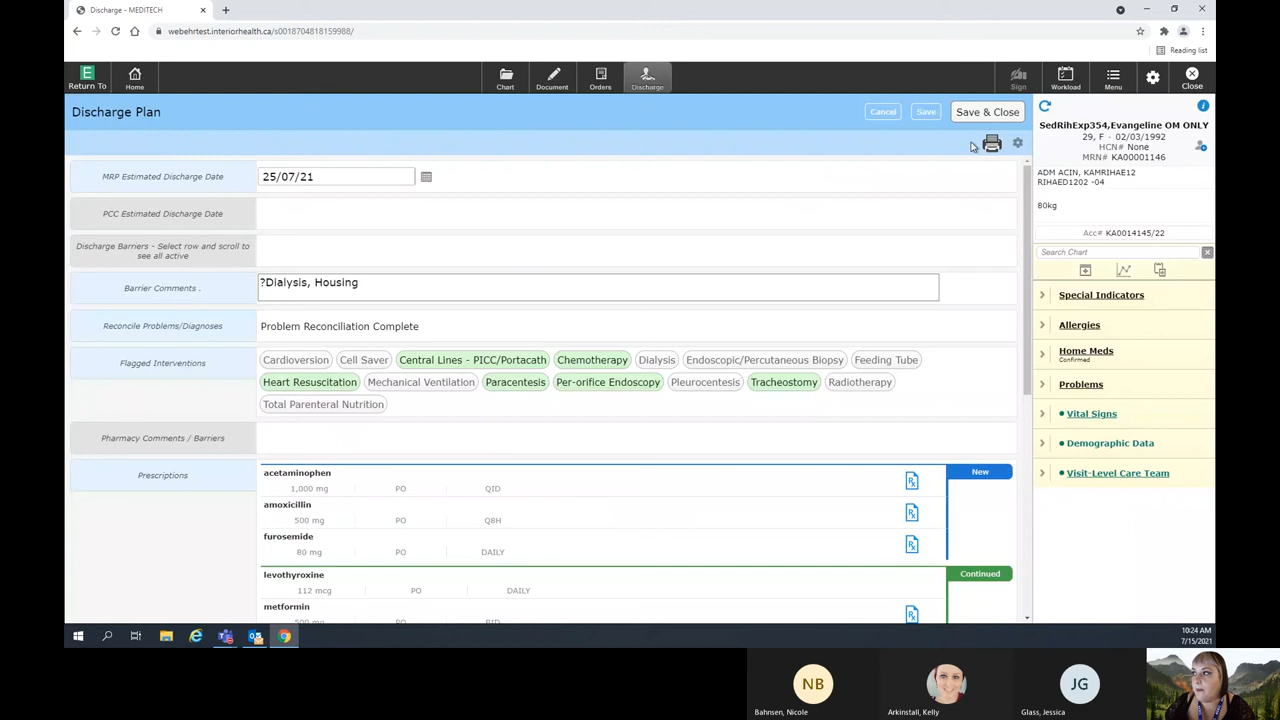 Discharge - MEDITECH
webehrtest.interiorhealth.ca/s0018704818159988/
Reading list
E
Return To
Home
Chart
Document
Orders
Discharge
Sign
Workload
Menu
Close
Discharge Plan
Cancel
Save
Save & Close
MRP Estimated Discharge Date
25/07/21
PCC Estimated Discharge Date
Discharge Barriers - Select row and scroll to
see all active
Barrier Comments .
?Dialysis, Housing
Reconcile Problems/Diagnoses
Problem Reconciliation Complete
Flagged Interventions
Cardioversion Cell Saver Central Lines - PICC/Portacath Chemotherapy Dialysis Endoscopic/Percutaneous Biopsy Feeding Tube
Heart Resuscitation Mechanical Ventilation Paracentesis Per-orifice Endoscopy Pleurocentesis Tracheostomy Radiotherapy
Total Parenteral Nutrition
Pharmacy Comments / Barriers
Prescriptions
acetaminophen New
1,000 mg PO QID
amoxicillin
500 mg PO Q8H
furosemide
80 mg PO DAILY
levothyroxine Continued
112 mcg PO DAILY
metformin
500 mg PO BID
SedRihExp354,Evangeline OM ONLY
29, F - 02/03/1992
HCN# None
MRN# KA00001146
ADM ACIN, KAMRIHAE12
RIHAED1202 -04
80kg
Acc# KA0014145/22
Search Chart
Special Indicators
Allergies
Home Meds
Confirmed
Problems
Vital Signs
Demographic Data
Visit-Level Care Team
10:24 AM
7/15/2021
NB
Bahnsen, Nicole
Arkinstall, Kelly
JG
Glass, Jessica